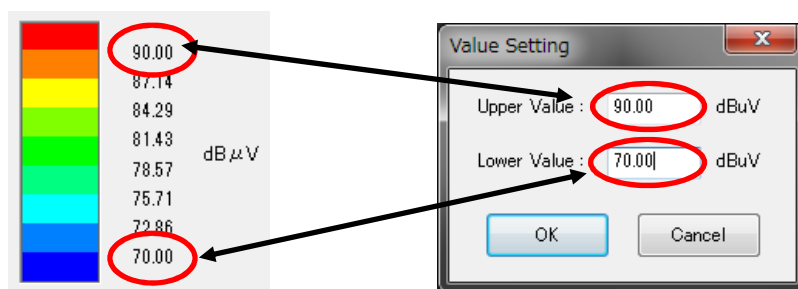 90.00
87.14
84.29
81.43
78.57
75.71
72.86
70.00
dBμV
Value Setting
Upper Value : 90.00 dBuV
Lower Value : 70.00 dBuV
OK Cancel